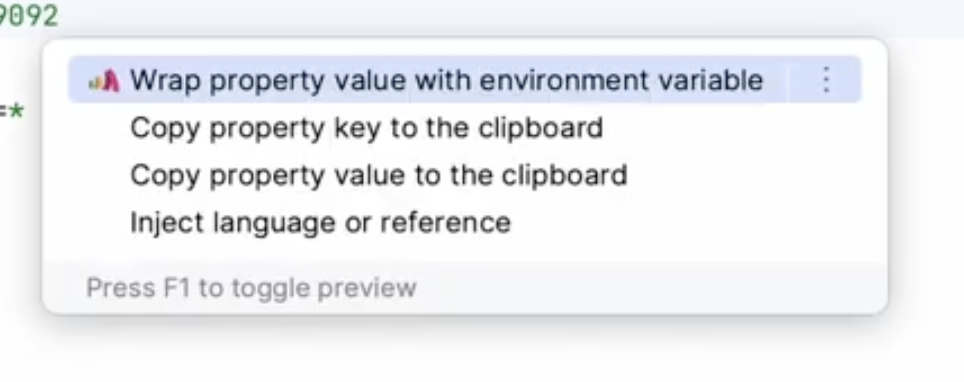 9092
Wrap property value with environment variable
=*
Copy property key to the clipboard
Copy property value to the clipboard
Inject language or reference
Press F1 to toggle preview